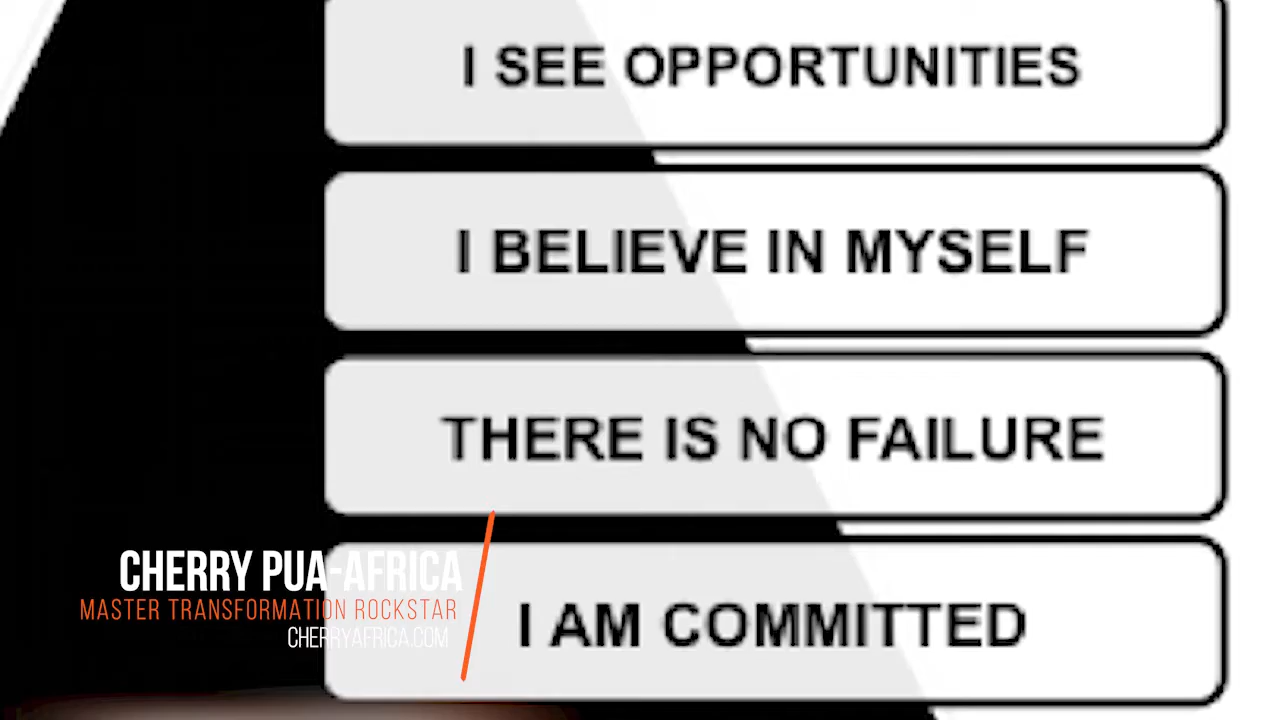 I SEE OPPORTUNITIES
I BELIEVE IN MYSELF
THERE IS NO FAILURE
I AM COMMITTED
CHERRY PUA-AFRICA
MASTER TRANSFORMATION ROCKSTAR
CHERRYAFRICA.COM